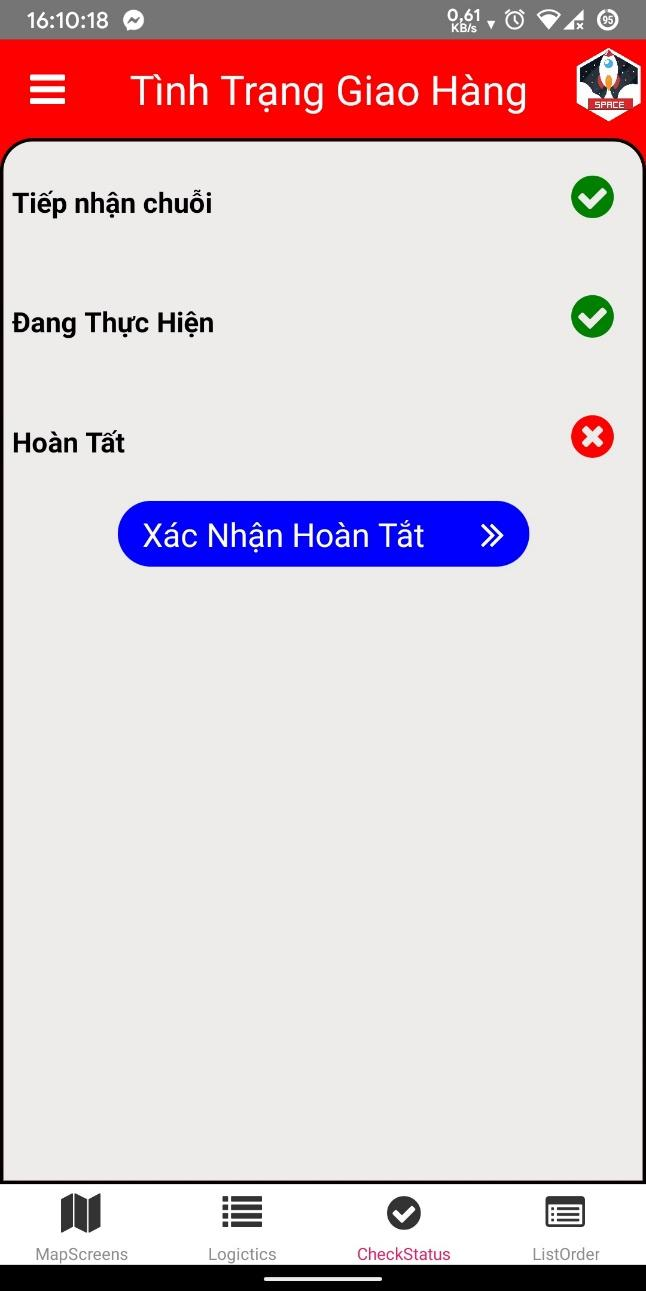 16:10:18
0,61
KB/s
95
Tình Trạng Giao Hàng
SPACE
Tiếp nhận chuỗi
Đang Thực Hiện
Hoàn Tất
Xác Nhận Hoàn Tắt
MapScreens
Logictics
CheckStatus
ListOrder